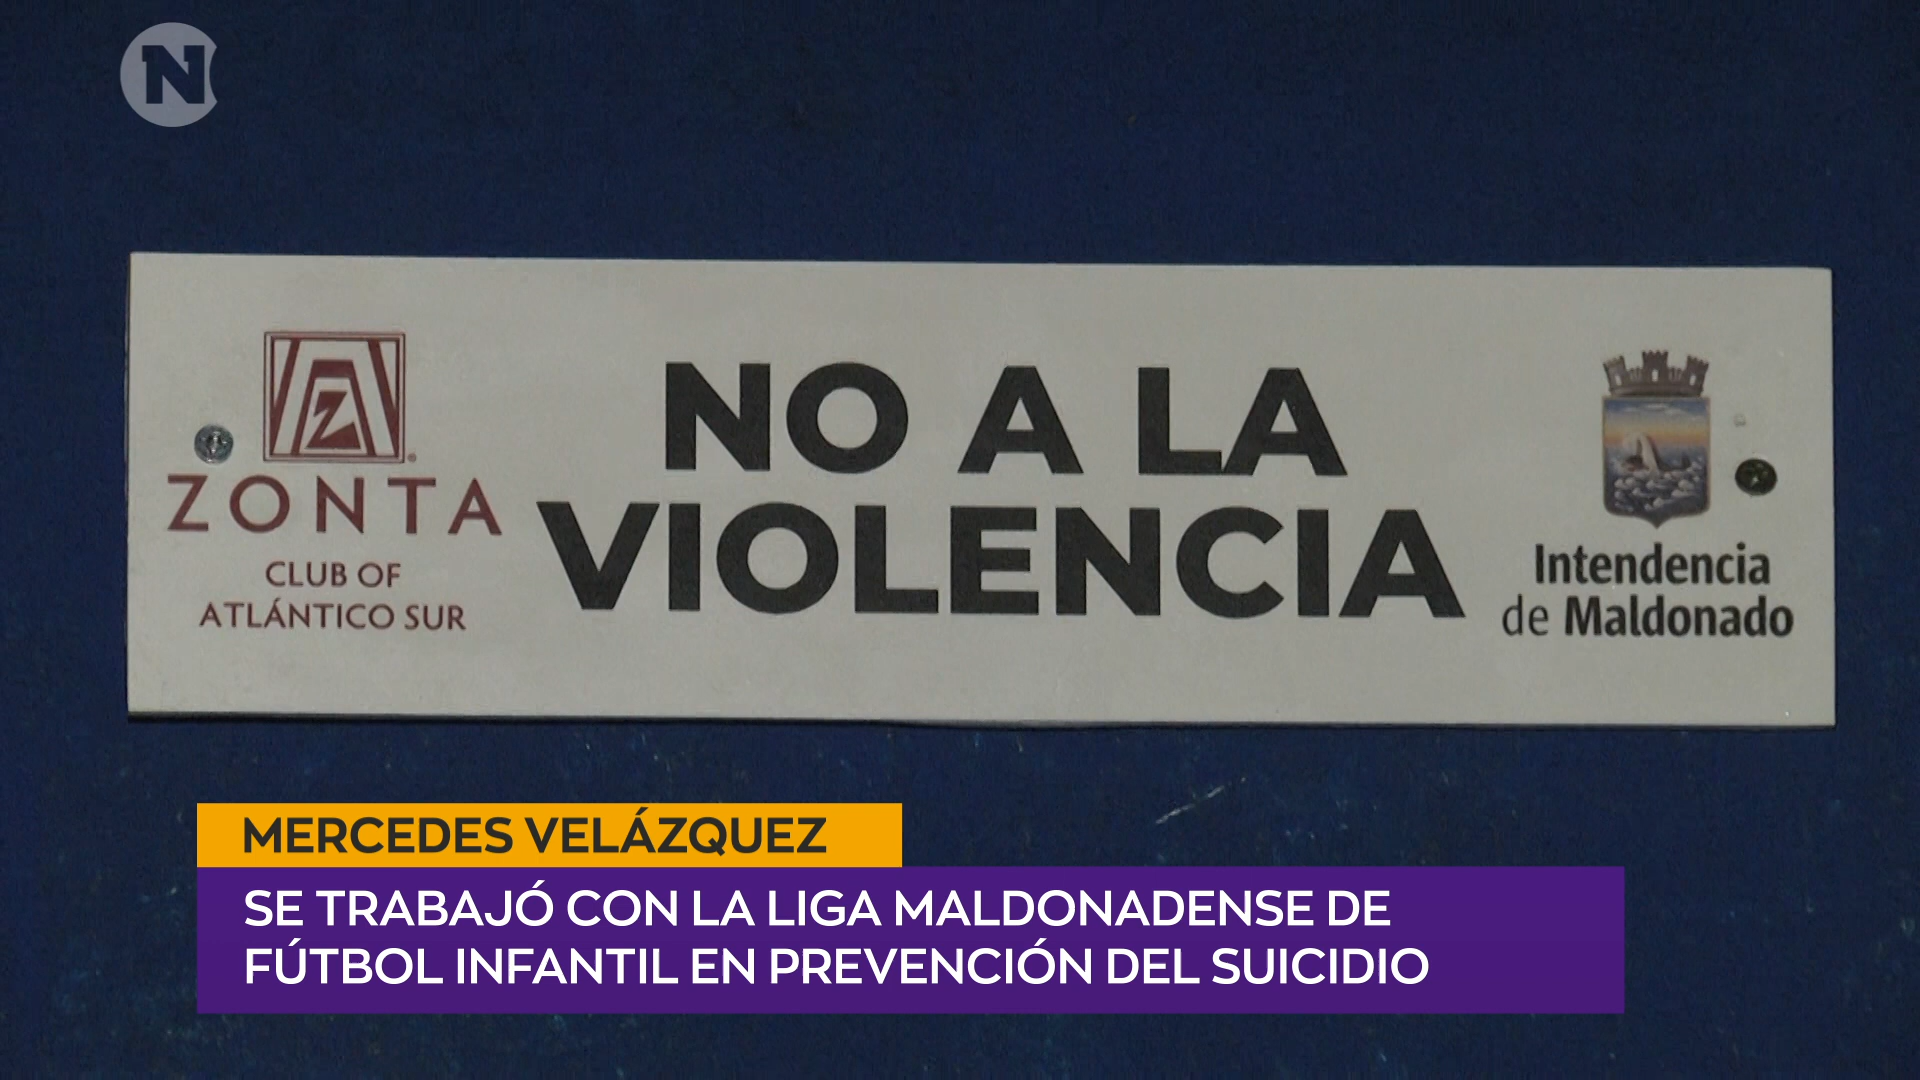 N
ZONTA
CLUB OF
ATLÁNTICO SUR
NO A LA
VIOLENCIA
Intendencia
de Maldonado
MERCEDES VELÁZQUEZ
SE TRABAJÓ CON LA LIGA MALDONADENSE DE
FÚTBOL INFANTIL EN PREVENCIÓN DEL SUICIDIO